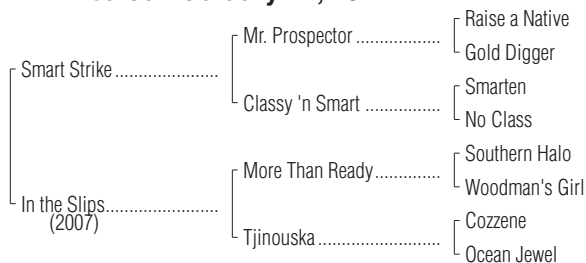 Raise a Native
Mr. Prospector
Gold Digger
Smart Strike
Smarten
Classy 'n Smart
No Class
Southern Halo
More Than Ready
Woodman's Girl
In the Slips
(2007)
Cozzene
Tjinouska
Ocean Jewel